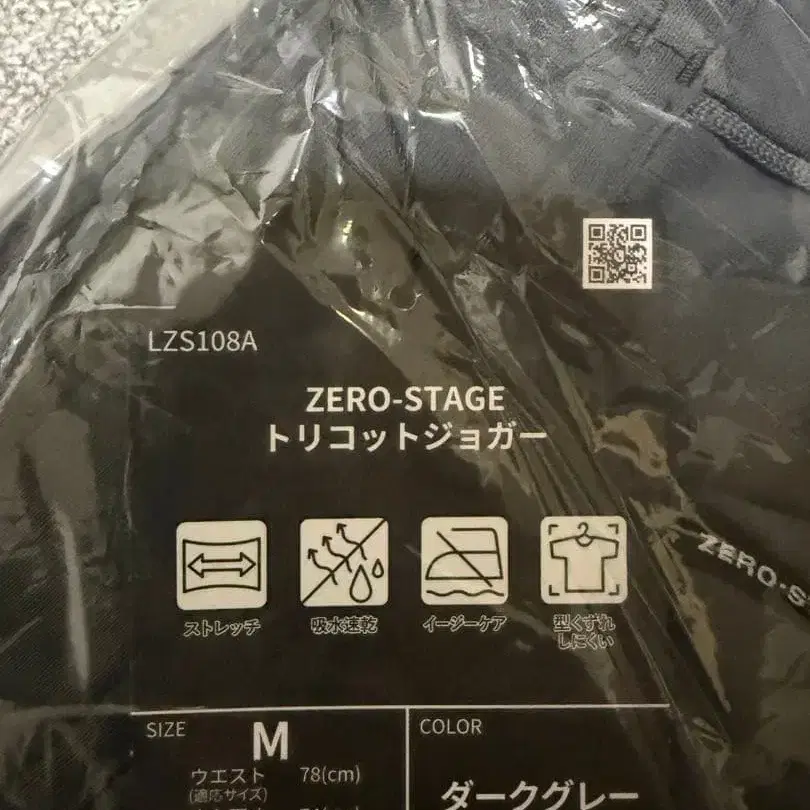 LZS108A
ZERO-STAGE
トリコットジョガー
ストレッチ
吸水速乾
イージーケア
型くずれ
しにくい
ZERO-S
SIZE
M
ウエスト 78(cm)
(適応サイズ)
COLOR
ダークグレー